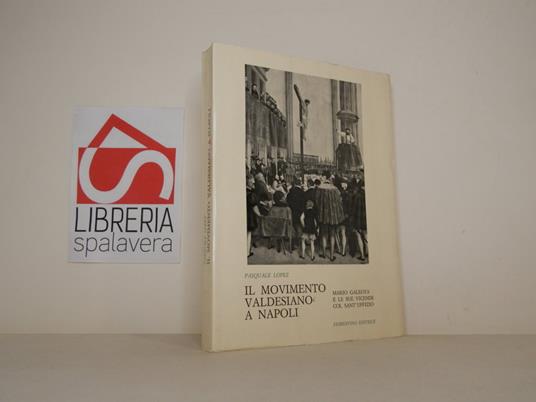 LIBRERIA
spalavera
IL MOVIMENTO VALDESIANO A NAPOLI
PASQUALE LOPEZ
IL MOVIMENTO
VALDESIANO
A NAPOLI
MARIO GALEOTA
E LE SUE VICENDE
COL SANT'UFFIZIO
FIORENTINO EDITRICE